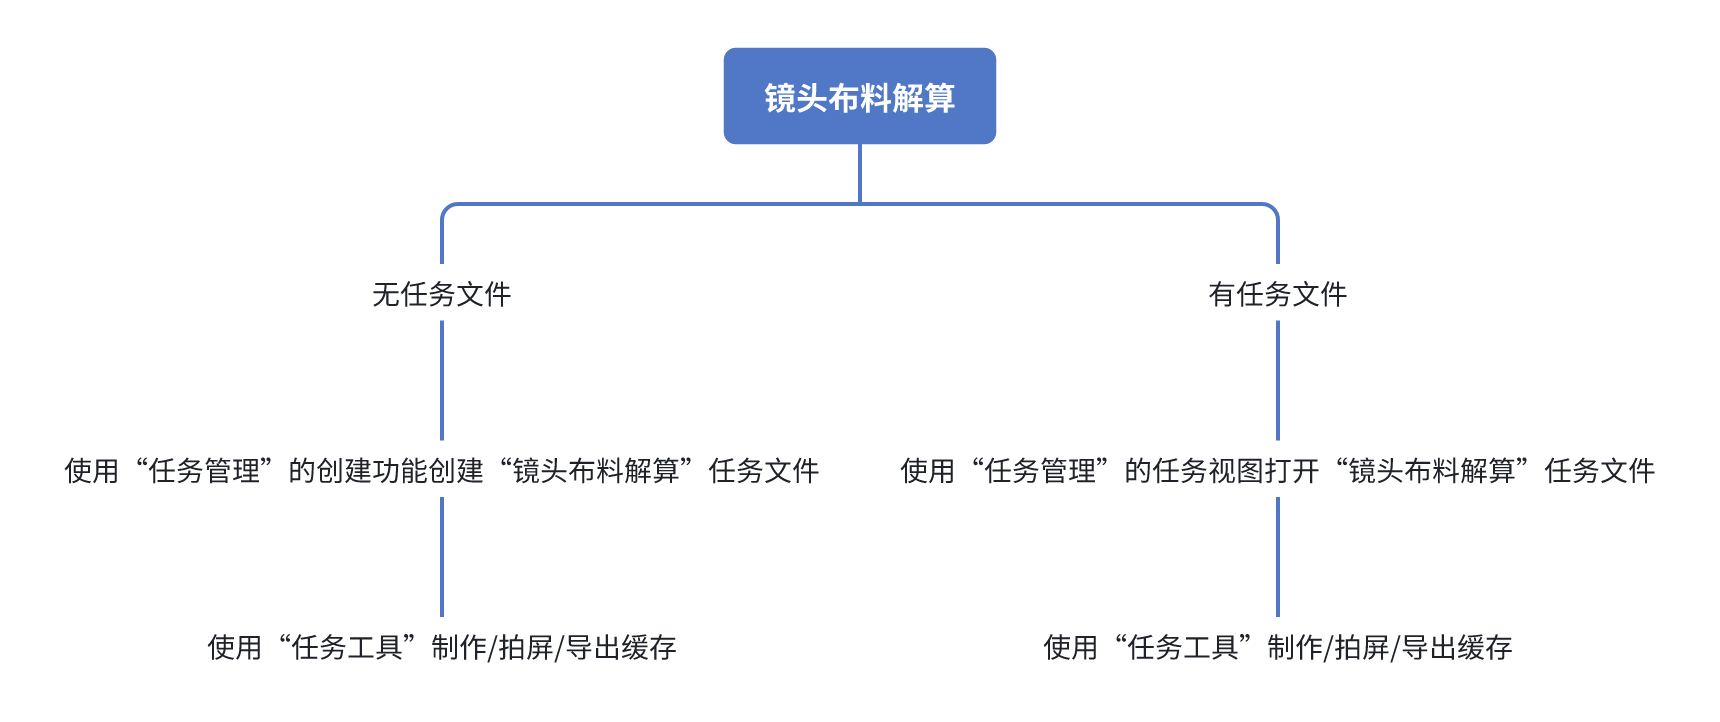 镜头布料解算
无任务文件
有任务文件
使用“任务管理”的创建功能创建“镜头布料解算”任务文件
使用“任务管理”的任务视图打开“镜头布料解算”任务文件
使用“任务工具”制作/拍屏/导出缓存
使用“任务工具”制作/拍屏/导出缓存